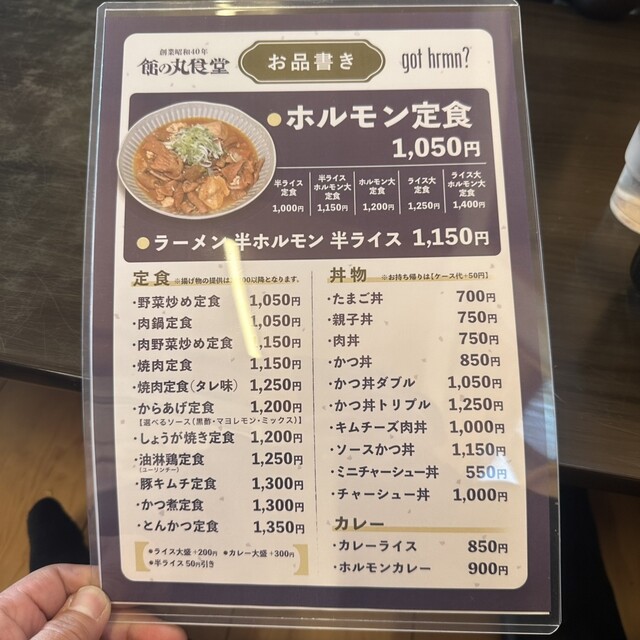 創業昭和40年
館の丸食堂
お品書き
got hrmn?
●ホルモン定食
1,050円
半ライス
定食
1,000円
半ライス
ホルモン大
定食
1,150円
ホルモン大
定食
1,200円
ライス大
定食
1,250円
ライス大
ホルモン大
定食
1,400円
●ラーメン 半ホルモン 半ライス 1,150円
定食 ※揚げ物の提供は 00以降となります。
・野菜炒め定食 1,050円
・肉鍋定食 1,050円
・肉野菜炒め定食 1,150円
・焼肉定食 1,150円
・焼肉定食(タレ味) 1,250円
・からあげ定食 1,200円
【選べるソース(黒酢・マヨレモン・ミックス)】
・しょうが焼き定食 1,200円
・油淋鶏定食 1,250円
(ユーリンチー)
・豚キムチ定食 1,300円
・かつ煮定食 1,300円
・とんかつ定食 1,350円
●ライス大盛 +200円 ●カレー大盛 +300円
●半ライス 50円引き
丼物 ※お持ち帰りは【ケース代+50円】
・たまご丼 700円
・親子丼 750円
・肉丼 750円
・かつ丼 850円
・かつ丼ダブル 1,050円
・かつ丼トリプル 1,250円
・キムチーズ肉丼 1,000円
・ソースかつ丼 1,150円
・ミニチャーシュー丼 550円
・チャーシュー丼 1,000円
カレー
・カレーライス 850円
・ホルモンカレー 900円